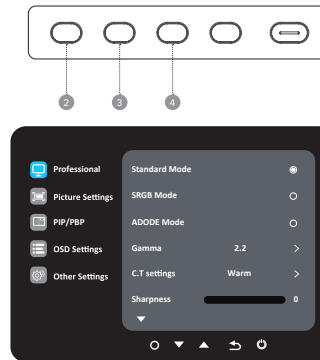 2 3 4
Professional
Picture Settings
PIP/PBP
OSD Settings
Other Settings
Standard Mode
SRGB Mode
ADODE Mode
Gamma 2.2 >
C.T settings Warm >
Sharpness 0